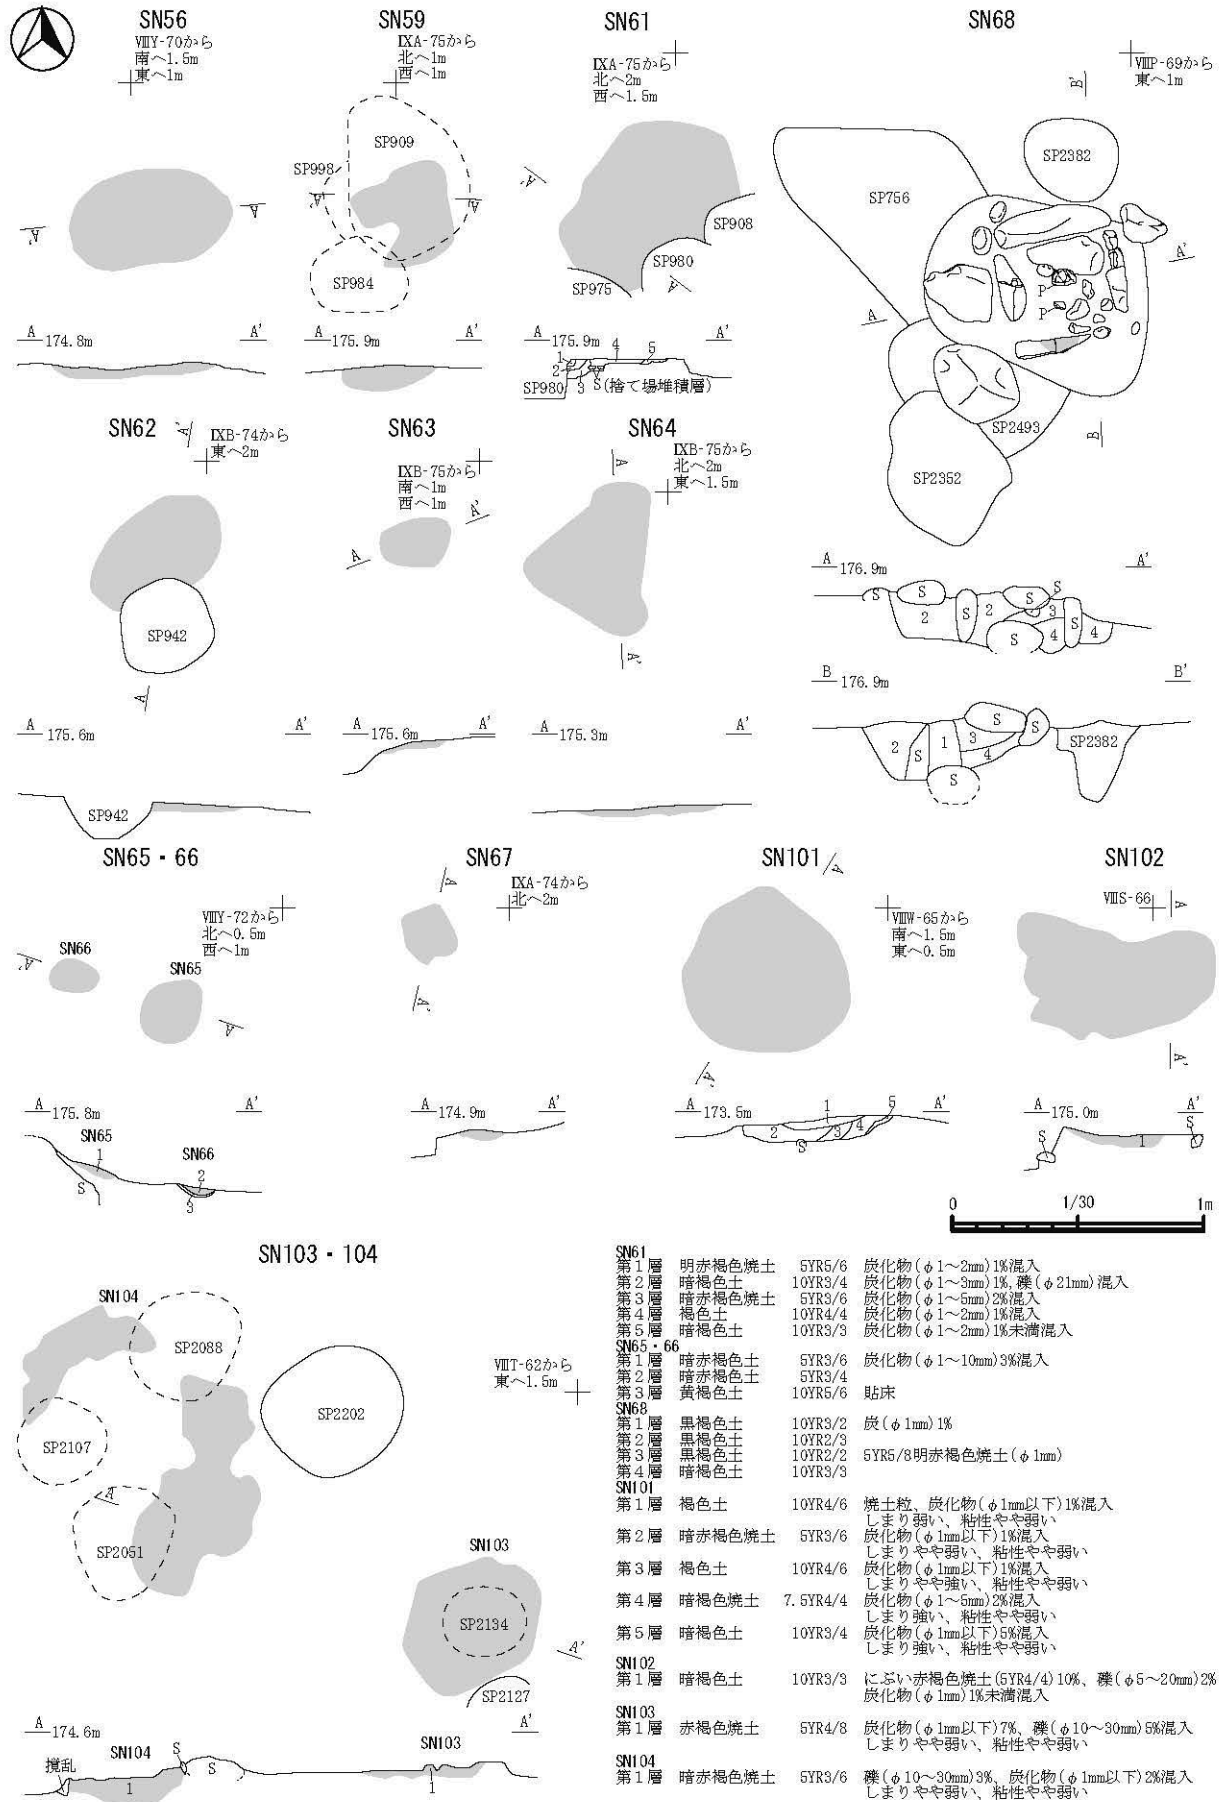 SN56
ⅧY-70から
南へ1.5m
東へ1m
A'
A
A 174.8m A'
SN59
ⅨA-75から
北へ1m
西へ1m
SP909
SP998
A' A
SP984
A 175.9m A'
SN61
ⅨA-75から
北へ2m
西へ1.5m
A'
SP908
SP980
SP975
A
A 175.9m A'
4 5
1
2
3
SP980
S(捨て場堆積層)
SN68
ⅧP-69から
東へ1m
B'
SP2382
SP756
A'
P
P
A
SP2493
B
SP2352
A 176.9m A'
S S S S
2 S 2 3 S
S 4 4
B 176.9m B'
S S
2 S 1 3 4
S
SP2382
SN62
ⅨB-74から
東へ2m
A'
SP942
A
A 175.6m A'
SP942
SN63
ⅨB-75から
南へ1m
西へ1m
A'
A
A 175.6m A'
SN64
ⅨB-75から
北へ2m
東へ1.5m
A
A'
A 175.3m A'
SN65・66
ⅧY-72から
北へ0.5m
西へ1m
SN66
A'
SN65
A
A 175.8m A'
SN65
1
S
SN66
2
3
SN67
ⅨA-74から
北へ2m
A
A'
A 174.9m A'
SN101
A
ⅧW-65から
南へ1.5m
東へ0.5m
A'
A 173.5m A'
1 5
2 3 4
S
SN102
ⅧS-66
A
A'
A 175.0m A'
S S
1
0 1/30 1m
SN103・104
SN104
SP2088
ⅧT-62から
東へ1.5m
SP2202
SP2107
A
SP2051
SN103
SP2134
A'
SP2127
A 174.6m A'
撹乱 SN104 S S SN103
1 1
SN61
第1層 明赤褐色焼土 5YR5/6 炭化物(φ1～2mm)1%混入
第2層 暗褐色土 10YR3/4 炭化物(φ1～3mm)1%,礫(φ21mm)混入
第3層 暗赤褐色焼土 5YR3/6 炭化物(φ1～5mm)2%混入
第4層 褐色土 10YR4/4 炭化物(φ1～2mm)1%混入
第5層 暗褐色土 10YR3/3 炭化物(φ1～2mm)1%未満混入
SN65・66
第1層 暗赤褐色土 5YR3/6 炭化物(φ1～10mm)3%混入
第2層 暗赤褐色土 5YR3/4
第3層 黄褐色土 10YR5/6 貼床
SN68
第1層 黒褐色土 10YR3/2 炭(φ1mm)1%
第2層 黒褐色土 10YR2/3
第3層 黒褐色土 10YR2/2 5YR5/8明赤褐色焼土(φ1mm)
第4層 暗褐色土 10YR3/3
SN101
第1層 褐色土 10YR4/6 焼土粒、炭化物(φ1mm以下)1%混入
しまり弱い、粘性やや弱い
第2層 暗赤褐色焼土 5YR3/6 炭化物(φ1mm以下)1%混入
しまりやや弱い、粘性やや弱い
第3層 褐色土 10YR4/6 炭化物(φ1mm以下)1%混入
しまりやや強い、粘性やや弱い
第4層 暗褐色焼土 7.5YR4/4 炭化物(φ1～5mm)2%混入
しまり強い、粘性やや弱い
第5層 暗褐色土 10YR3/4 炭化物(φ1mm以下)5%混入
しまり強い、粘性やや弱い
SN102
第1層 暗褐色土 10YR3/3 にぶい赤褐色焼土(5YR4/4)10%、礫(φ5～20mm)2%
炭化物(φ1mm)1%未満混入
SN103
第1層 赤褐色焼土 5YR4/8 炭化物(φ1mm以下)7%、礫(φ10～30mm)5%混入
しまりやや弱い、粘性やや弱い
SN104
第1層 暗赤褐色焼土 5YR3/6 礫(φ10～30mm)3%、炭化物(φ1mm以下)2%混入
しまりやや弱い、粘性やや弱い